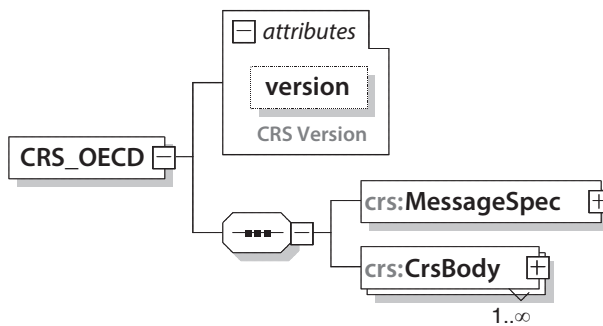 attributes
version
CRS Version
CRS_OECD
crs:MessageSpec
crs:CrsBody
1..∞